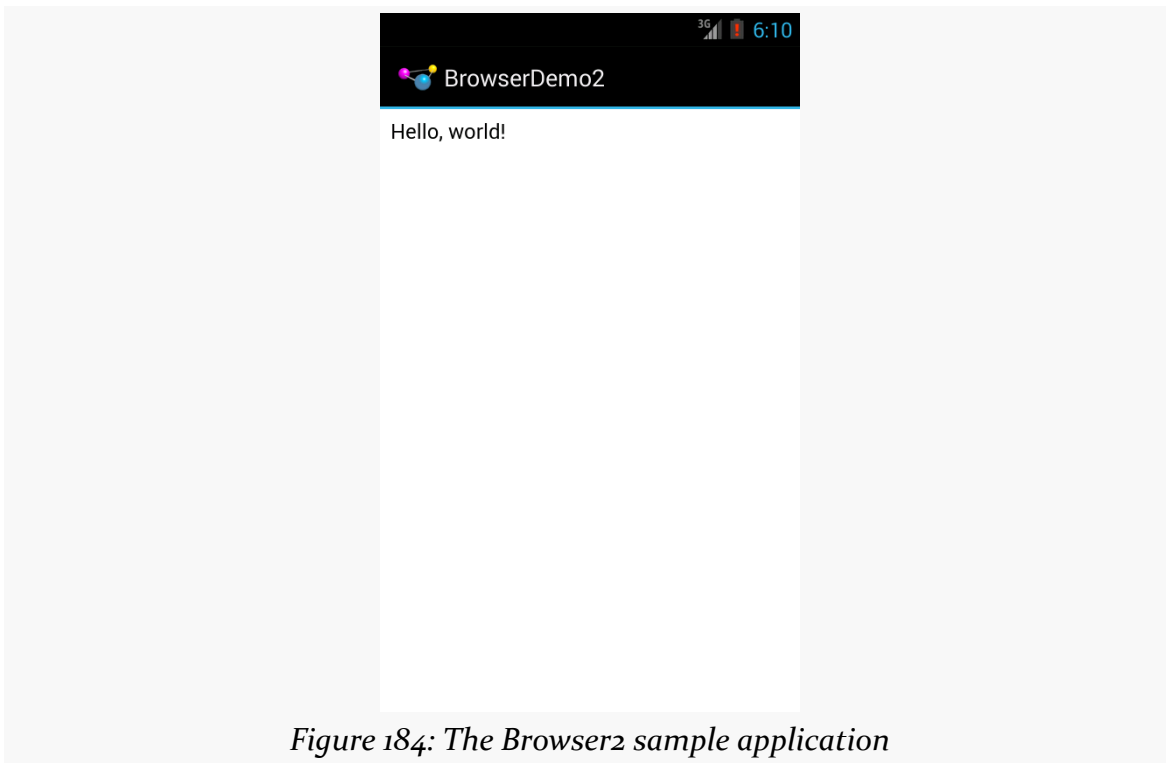 3G 6:10
BrowserDemo2
Hello, world!
Figure 184: The Browser2 sample application